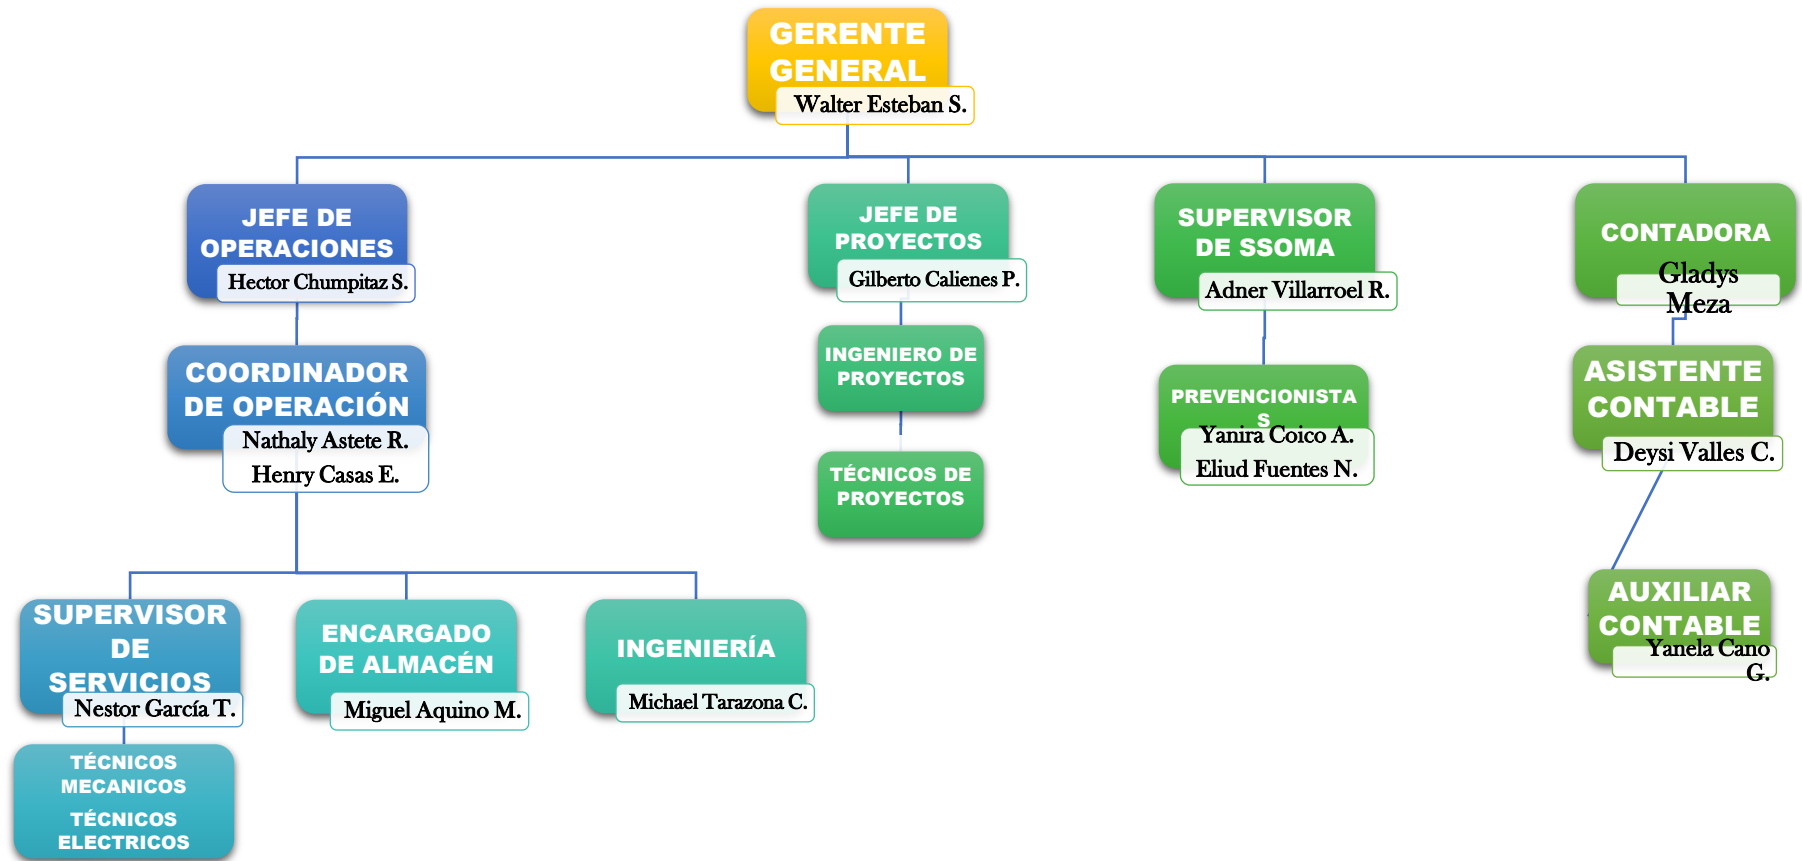 GERENTE
GENERAL
Walter Esteban S.
JEFE DE
OPERACIONES
Hector Chumpitaz S.
JEFE DE
PROYECTOS
Gilberto Calienes P.
SUPERVISOR
DE SSOMA
Adner Villarroel R.
CONTADORA
Gladys
Meza
COORDINADOR
DE OPERACIÓN
Nathaly Astete R.
Henry Casas E.
INGENIERO DE
PROYECTOS
TÉCNICOS DE
PROYECTOS
PREVENCIONISTA
S
Yanira Coico A.
Eliud Fuentes N.
ASISTENTE
CONTABLE
Deysi Valles C.
SUPERVISOR
DE
SERVICIOS
Nestor García T.
ENCARGADO
DE ALMACÉN
Miguel Aquino M.
INGENIERÍA
Michael Tarazona C.
AUXILIAR
CONTABLE
Yanela Cano
G.
TÉCNICOS
MECANICOS
TÉCNICOS
ELECTRICOS